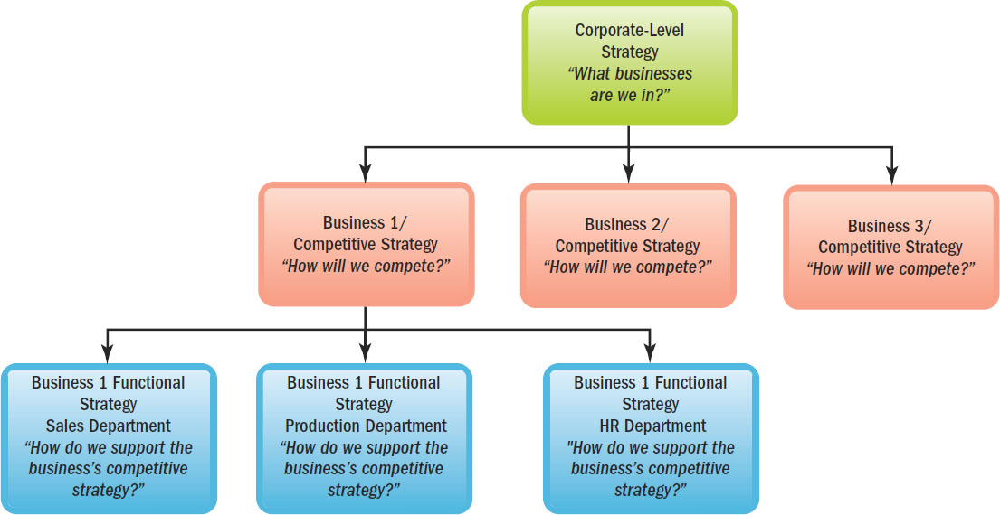 Corporate-Level
Strategy
“What businesses
are we in?”
Business 1/
Competitive Strategy
“How will we compete?”
Business 2/
Competitive Strategy
“How will we compete?”
Business 3/
Competitive Strategy
“How will we compete?”
Business 1 Functional
Strategy
Sales Department
“How do we support the
business’s competitive
strategy?”
Business 1 Functional
Strategy
Production Department
“How do we support the
business’s competitive
strategy?”
Business 1 Functional
Strategy
HR Department
"How do we support the
business’s competitive
strategy?”